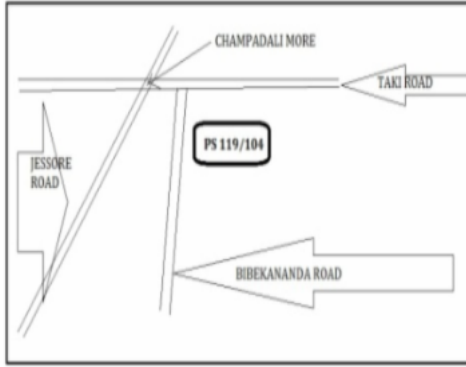 CHAMPADALI MORE
TAKI ROAD
PS 119/104
JESSORE
ROAD
BIBEKANANDA ROAD